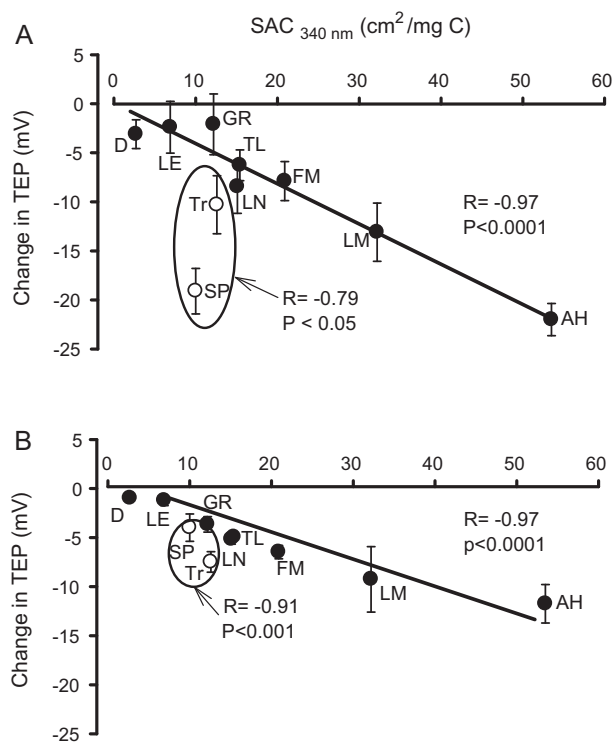 A
SAC 340 nm (cm2/mg C)
0 10 20 30 40 50 60
5
0
-5
-10
-15
-20
-25
Change in TEP (mV)
D
LE
GR
TL
LN
FM
LM
AH
Tr
SP
R= -0.97
P<0.0001
R= -0.79
P < 0.05
B
0 10 20 30 40 50 60
5
0
-5
-10
-15
-20
-25
-25
Change in TEP (mV)
D
LE
GR
SP
Tr
LN
TL
FM
LM
AH
R= -0.97
p<0.0001
R= -0.91
P<0.001